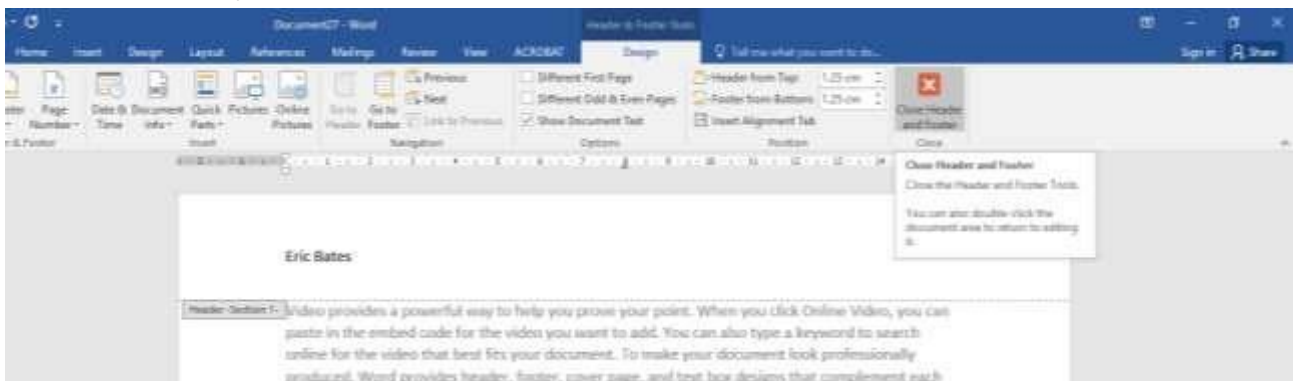 Document27 - Word Header & Footer Tools
Home Insert Design Layout References Mailings Review View ACROBAT Design Tell me what you want to do... Sign in Share
Page Number Date & Time Document Info Quick Parts Pictures Online Pictures Go to Header Go to Footer Previous Next Link to Previous
Different First Page Different Odd & Even Pages Show Document Text
Header from Top: 1.25 cm Footer from Bottom: 1.25 cm Insert Alignment Tab
Close Header and Footer
& Footer Insert Navigation Options Position Close
Close Header and Footer
Close the Header and Footer Tools.
You can also double-click the
document area to return to editing
it.
Eric Bates
Header -Section 1-
Video provides a powerful way to help you prove your point. When you click Online Video, you can
paste in the embed code for the video you want to add. You can also type a keyword to search
online for the video that best fits your document. To make your document look professionally
produced, Word provides header, footer, cover page, and text box designs that complement each